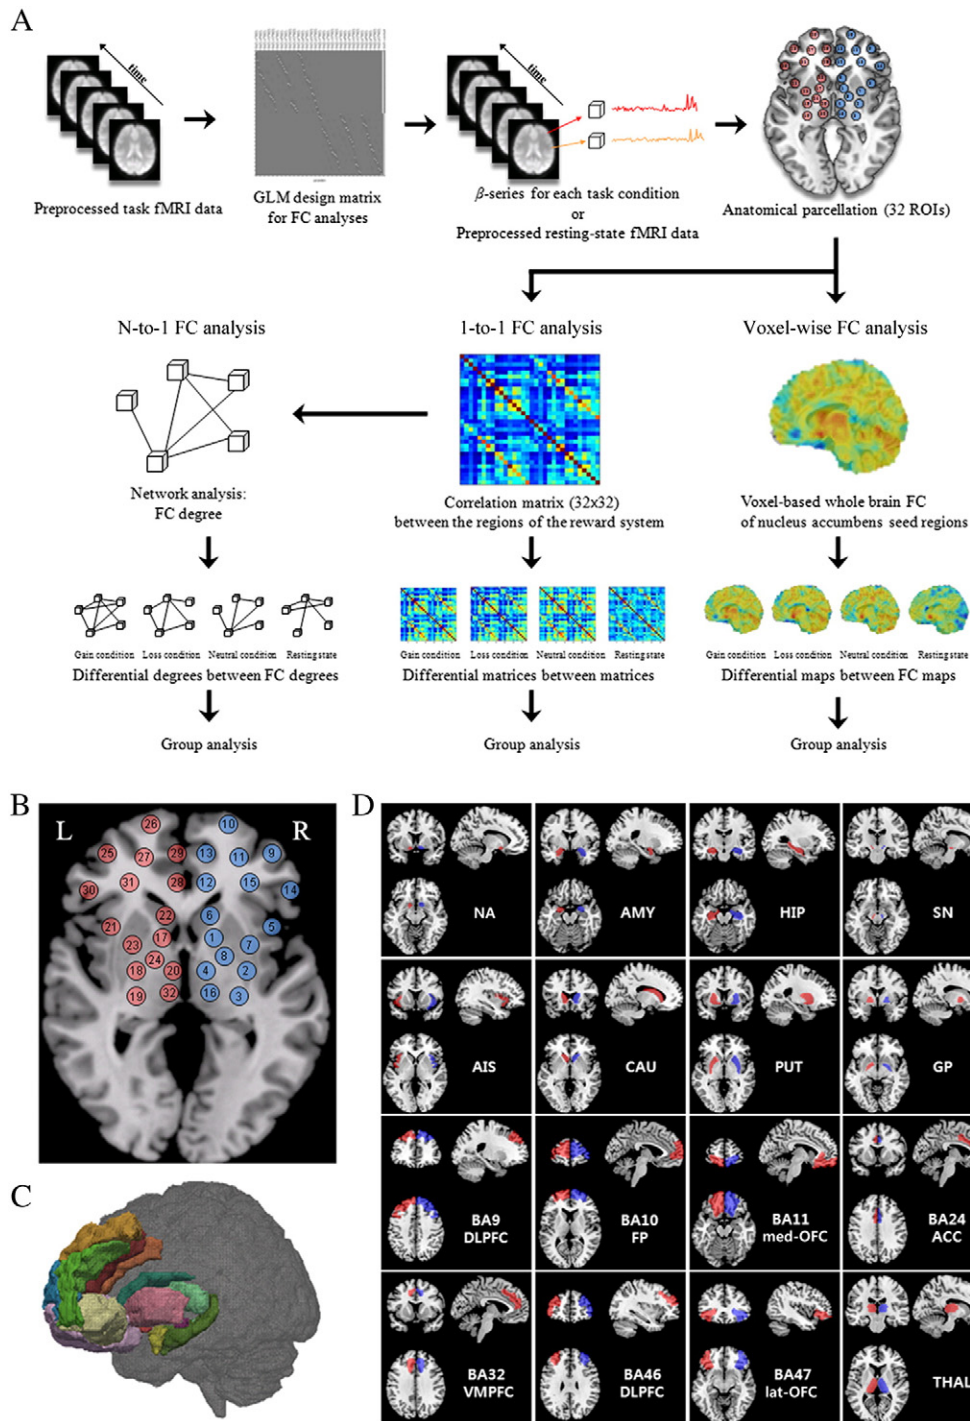 A
time
time
Preprocessed task fMRI data
GLM design matrix
for FC analyses
β-series for each task condition
or
Preprocessed resting-state fMRI data
Anatomical parcellation (32 ROIs)
N-to-1 FC analysis
1-to-1 FC analysis
Voxel-wise FC analysis
Network analysis:
FC degree
Correlation matrix (32x32)
between the regions of the reward system
Voxel-based whole brain FC
of nucleus accumbens seed regions
Gain condition Loss condition Neutral condition Resting state
Gain condition Loss condition Neutral condition Resting state
Gain condition Loss condition Neutral condition Resting state
Differential degrees between FC degrees
Differential matrices between matrices
Differential maps between FC maps
Group analysis
Group analysis
Group analysis
B
L
R
26
10
25
27
29
13
11
9
30
31
28
12
15
14
21
22
6
5
23
17
1
7
24
8
18
20
4
2
19
32
16
3
C
D
NA
AMY
HIP
SN
AIS
CAU
PUT
GP
BA9
DLPFC
BA10
FP
BA11
med-OFC
BA24
ACC
BA32
VMPFC
BA46
DLPFC
BA47
lat-OFC
THAL